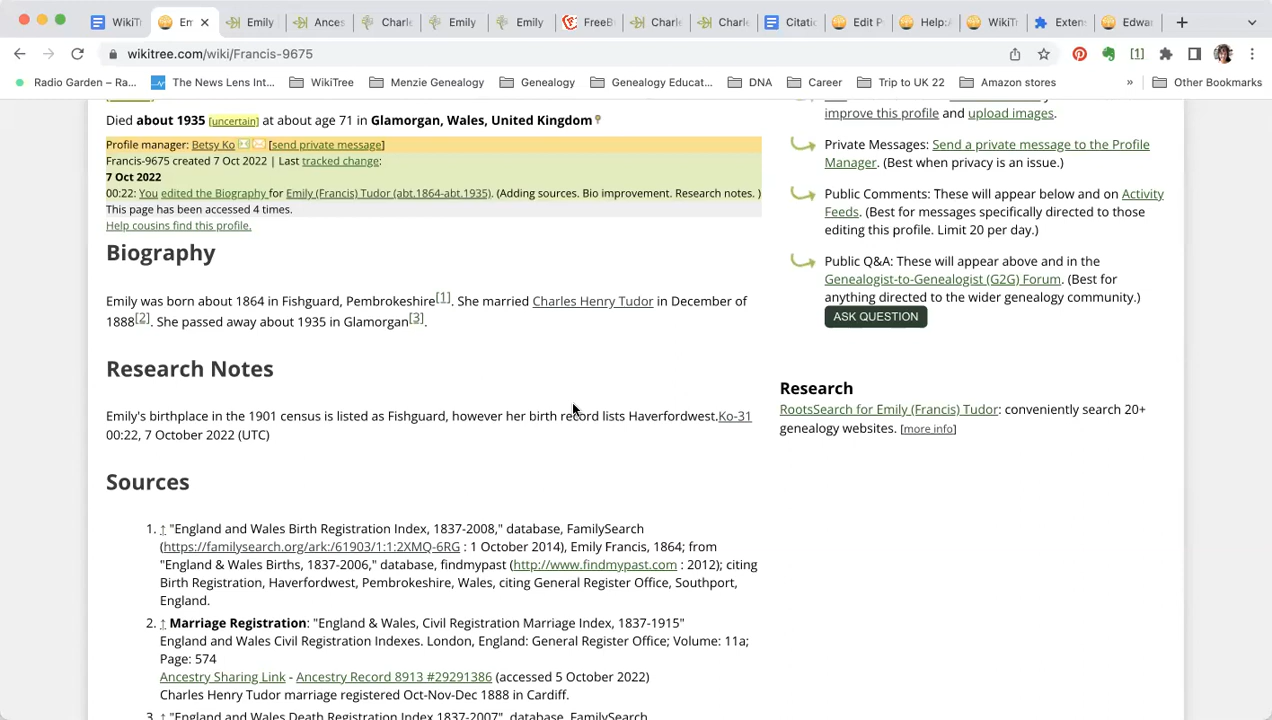 WikiTr
Em
Emily
Ances
Charle
Emily
Emily
FreeB
Charle
Charle
Citatio
Edit P
Help:A
WikiTr
Extens
Edwar
wikitree.com/wiki/Francis-9675
Radio Garden – Ra...
The News Lens Int...
WikiTree
Menzie Genealogy
Genealogy
Genealogy Educat...
DNA
Career
Trip to UK 22
Amazon stores
»
Other Bookmarks
Died about 1935 [uncertain] at about age 71 in Glamorgan, Wales, United Kingdom
Profile manager: Betsy Ko [send private message]
Francis-9675 created 7 Oct 2022 | Last tracked change:
7 Oct 2022
00:22: You edited the Biography for Emily (Francis) Tudor (abt.1864-abt.1935). (Adding sources. Bio improvement. Research notes. )
This page has been accessed 4 times.
Help cousins find this profile.
Biography
Emily was born about 1864 in Fishguard, Pembrokeshire[1]. She married Charles Henry Tudor in December of
1888[2]. She passed away about 1935 in Glamorgan[3].
Research Notes
Emily's birthplace in the 1901 census is listed as Fishguard, however her birth record lists Haverfordwest.Ko-31
00:22, 7 October 2022 (UTC)
Sources
1. ↑ "England and Wales Birth Registration Index, 1837-2008," database, FamilySearch
(https://familysearch.org/ark:/61903/1:1:2XMQ-6RG : 1 October 2014), Emily Francis, 1864; from
"England & Wales Births, 1837-2006," database, findmypast (http://www.findmypast.com : 2012); citing
Birth Registration, Haverfordwest, Pembrokeshire, Wales, citing General Register Office, Southport,
England.
2. ↑ Marriage Registration: "England & Wales, Civil Registration Marriage Index, 1837-1915"
England and Wales Civil Registration Indexes. London, England: General Register Office; Volume: 11a;
Page: 574
Ancestry Sharing Link - Ancestry Record 8913 #29291386 (accessed 5 October 2022)
Charles Henry Tudor marriage registered Oct-Nov-Dec 1888 in Cardiff.
3. ↑ "England and Wales Death Registration Index 1837-2007", database, FamilySearch
improve this profile and upload images.
Private Messages: Send a private message to the Profile
Manager. (Best when privacy is an issue.)
Public Comments: These will appear below and on Activity
Feeds. (Best for messages specifically directed to those
editing this profile. Limit 20 per day.)
Public Q&A: These will appear above and in the
Genealogist-to-Genealogist (G2G) Forum. (Best for
anything directed to the wider genealogy community.)
ASK QUESTION
Research
RootsSearch for Emily (Francis) Tudor: conveniently search 20+
genealogy websites. [more info]